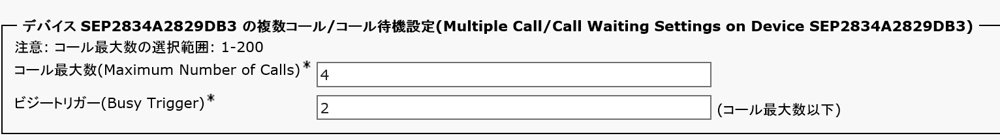 デバイス SEP2834A2829DB3 の複数コール/コール待機設定(Multiple Call/Call Waiting Settings on Device SEP2834A2829DB3)
注意: コール最大数の選択範囲: 1-200
コール最大数(Maximum Number of Calls)* 4
ビジートリガー(Busy Trigger)* 2 (コール最大数以下)